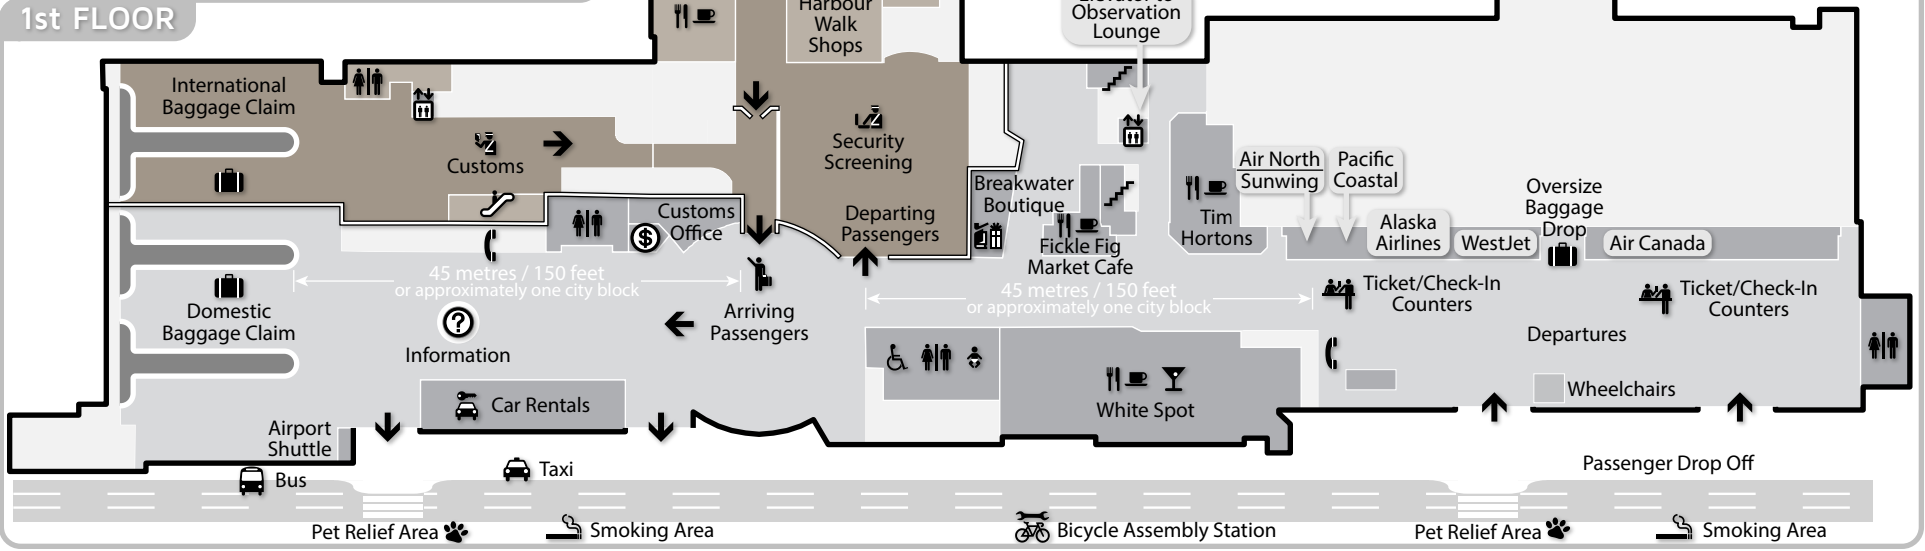 1st FLOOR
Harbour
Walk
Shops
Elevator to
Observation
Lounge
International
Baggage Claim
Customs
Security
Screening
Customs
Office
$
Departing
Passengers
Breakwater
Boutique
Fickle Fig
Market Cafe
Tim
Hortons
Air North
Sunwing
Pacific
Coastal
Alaska
Airlines
WestJet
Oversize
Baggage
Drop
Air Canada
45 metres / 150 feet
or approximately one city block
45 metres / 150 feet
or approximately one city block
Domestic
Baggage Claim
?
Information
Arriving
Passengers
Ticket/Check-In
Counters
Ticket/Check-In
Counters
Departures
Wheelchairs
Car Rentals
White Spot
Airport
Shuttle
Bus
Taxi
Passenger Drop Off
Pet Relief Area
Smoking Area
Bicycle Assembly Station
Pet Relief Area
Smoking Area